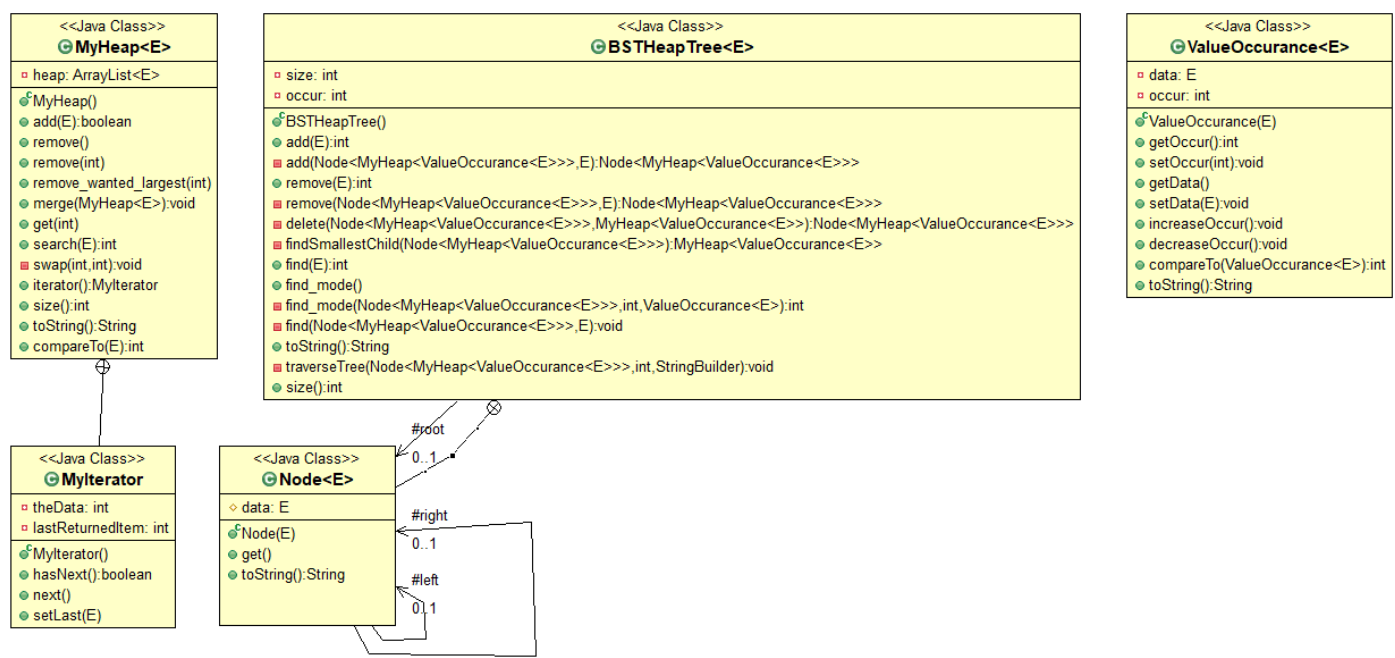 <<Java Class>>
MyHeap<E>
heap: ArrayList<E>
MyHeap()
add(E):boolean
remove()
remove(int)
remove_wanted_largest(int)
merge(MyHeap<E>):void
get(int)
search(E):int
swap(int,int):void
iterator():MyIterator
size():int
toString():String
compareTo(E):int
<<Java Class>>
BSTHeapTree<E>
size: int
occur: int
BSTHeapTree()
add(E):int
add(Node<MyHeap<ValueOccurance<E>>>,E):Node<MyHeap<ValueOccurance<E>>>
remove(E):int
remove(Node<MyHeap<ValueOccurance<E>>>,E):Node<MyHeap<ValueOccurance<E>>>
delete(Node<MyHeap<ValueOccurance<E>>>,MyHeap<ValueOccurance<E>>):Node<MyHeap<ValueOccurance<E>>>
findSmallestChild(Node<MyHeap<ValueOccurance<E>>>):MyHeap<ValueOccurance<E>>
find(E):int
find_mode()
find_mode(Node<MyHeap<ValueOccurance<E>>>,int,ValueOccurance<E>):int
find(Node<MyHeap<ValueOccurance<E>>>,E):void
toString():String
traverseTree(Node<MyHeap<ValueOccurance<E>>>,int,StringBuilder):void
size():int
<<Java Class>>
ValueOccurance<E>
data: E
occur: int
ValueOccurance(E)
getOccur():int
setOccur(int):void
getData()
setData(E):void
increaseOccur():void
decreaseOccur():void
compareTo(ValueOccurance<E>):int
toString():String
<<Java Class>>
MyIterator
theData: int
lastReturnedItem: int
MyIterator()
hasNext():boolean
next()
setLast(E)
<<Java Class>>
Node<E>
data: E
Node(E)
get()
toString():String
#root
0..1
#right
0..1
#left
0..1